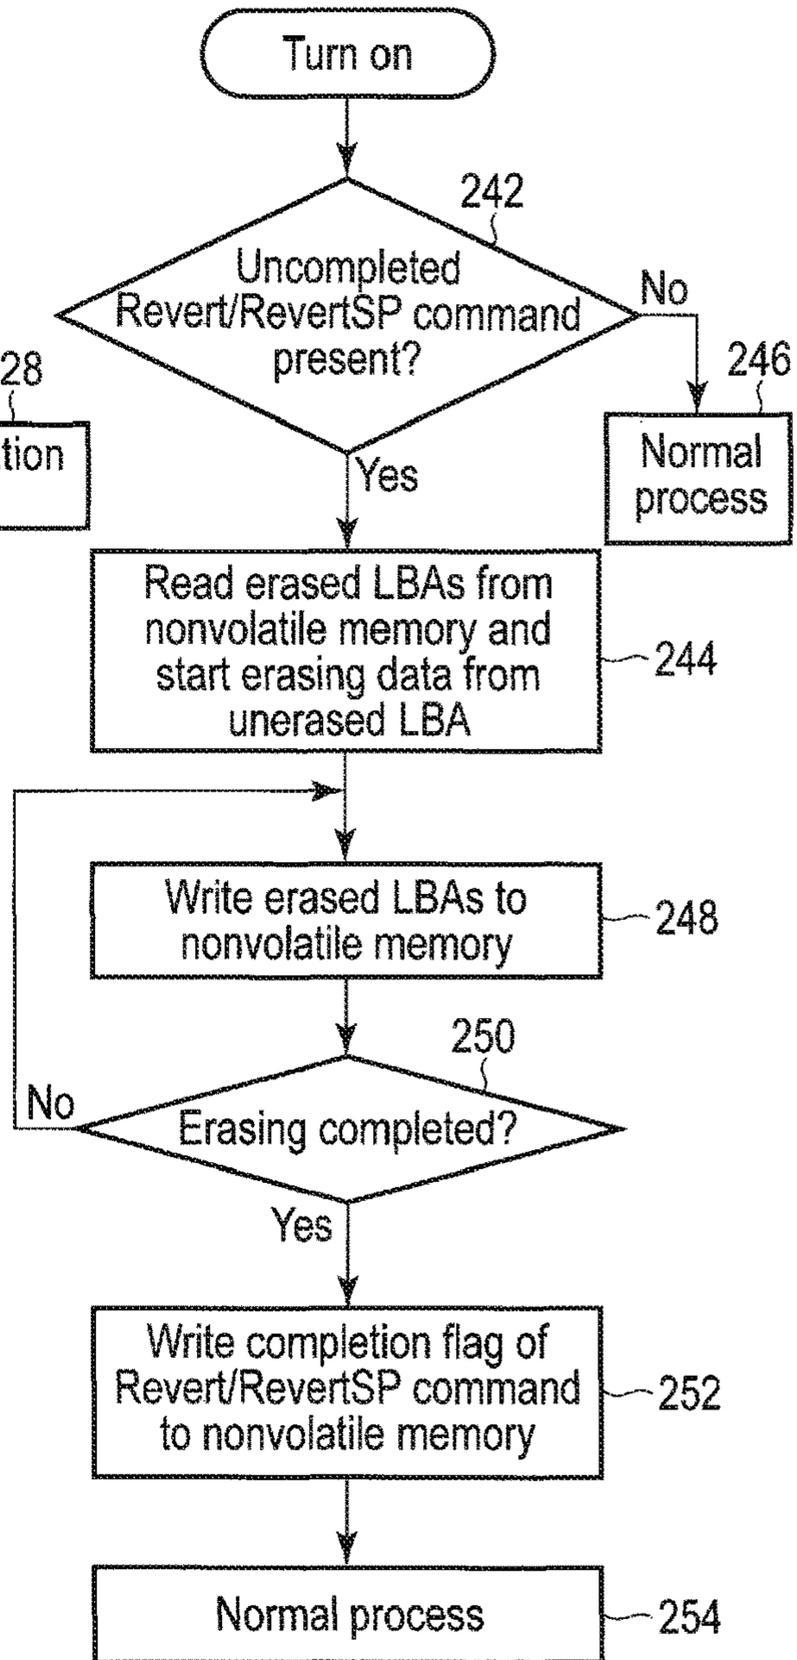 Turn on
242
Uncompleted
Revert/RevertSP command
present?
No
246
Normal
process
28
tion
Yes
Read erased LBAs from
nonvolatile memory and
start erasing data from
unerased LBA
244
Write erased LBAs to
nonvolatile memory
248
250
Erasing completed?
No
Yes
Write completion flag of
Revert/RevertSP command
to nonvolatile memory
252
Normal process
254